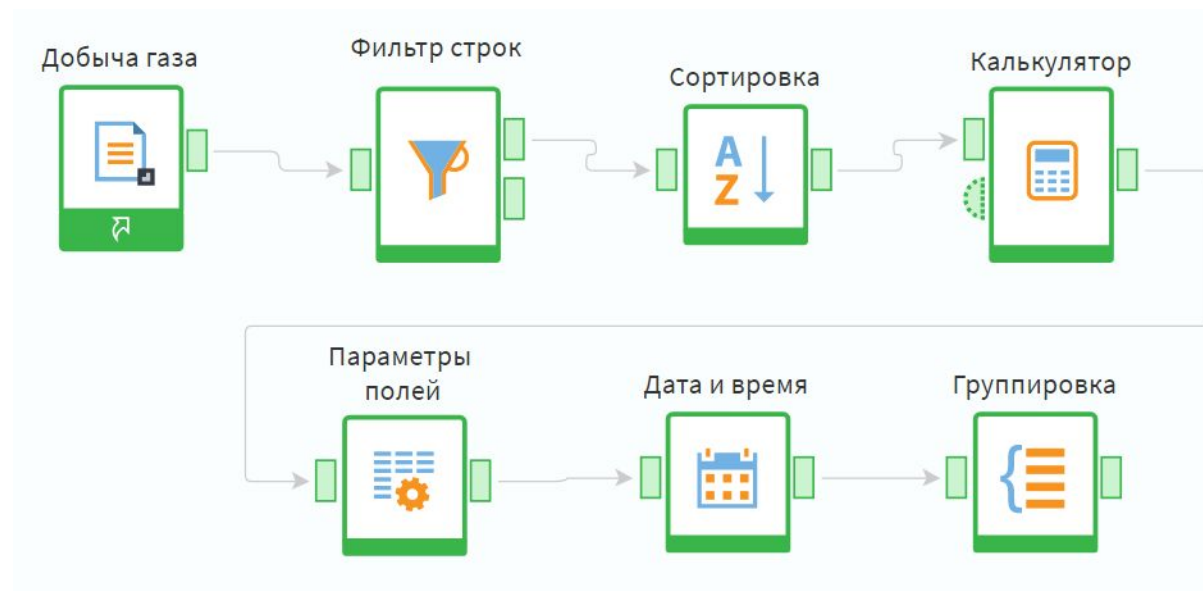 Добыча газа
Фильтр строк
Сортировка
Калькулятор
A
Z
Параметры
полей
Дата и время
Группировка